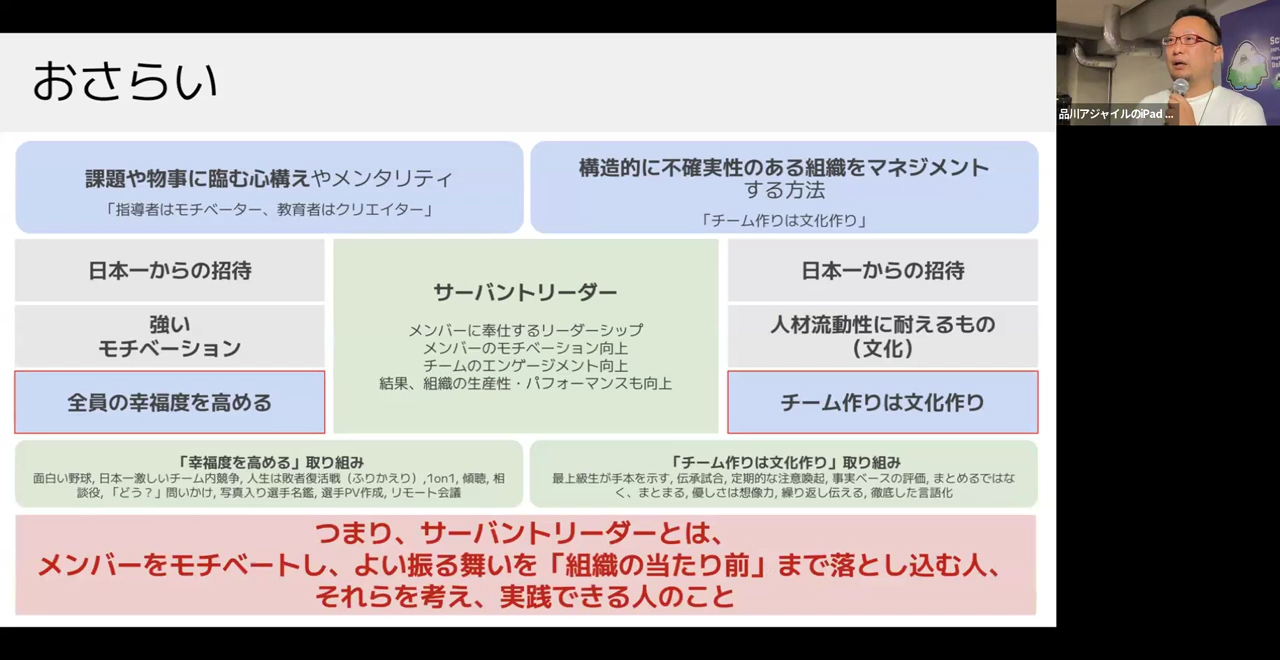 おさらい
課題や物事に臨む心構えやメンタリティ
「指導者はモチベーター、教育者はクリエイター」
構造的に不確実性のある組織をマネジメント
する方法
「チーム作りは文化作り」
日本一からの招待
強い
モチベーション
全員の幸福度を高める
サーバントリーダー
メンバーに奉仕するリーダーシップ
メンバーのモチベーション向上
チームのエンゲージメント向上
結果、組織の生産性・パフォーマンスも向上
日本一からの招待
人材流動性に耐えるもの
（文化）
チーム作りは文化作り
「幸福度を高める」取り組み
面白い野球, 日本一激しいチーム内競争, 人生は敗者復活戦（ふりかえり）,1on1, 傾聴, 相
談役,「どう？」問いかけ, 写真入り選手名鑑, 選手PV作成, リモート会議
「チーム作りは文化作り」取り組み
最上級生が手本を示す, 伝承試合, 定期的な注意喚起, 事実ベースの評価, まとめるではな
く、まとまる, 優しさは想像力, 繰り返し伝える, 徹底した言語化
つまり、サーバントリーダーとは、
メンバーをモチベートし、よい振る舞いを「組織の当たり前」まで落とし込む人、
それらを考え、実践できる人のこと
品川アジャイルのiPad ...